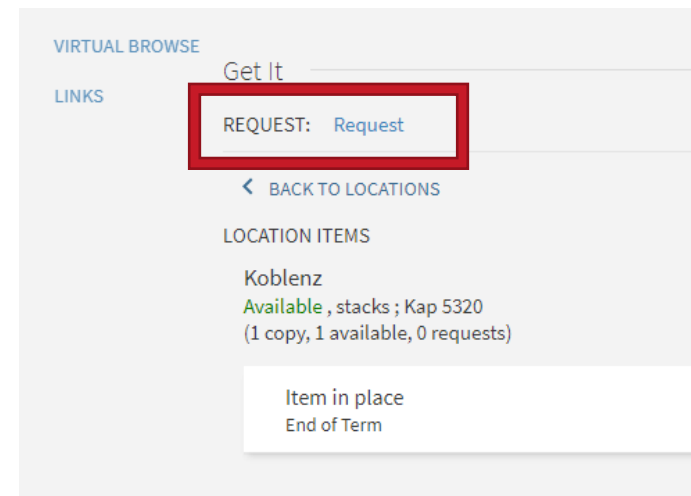 VIRTUAL BROWSE
LINKS
Get It
REQUEST: Request
BACK TO LOCATIONS
LOCATION ITEMS
Koblenz
Available , stacks ; Kap 5320
(1 copy, 1 available, 0 requests)
Item in place
End of Term